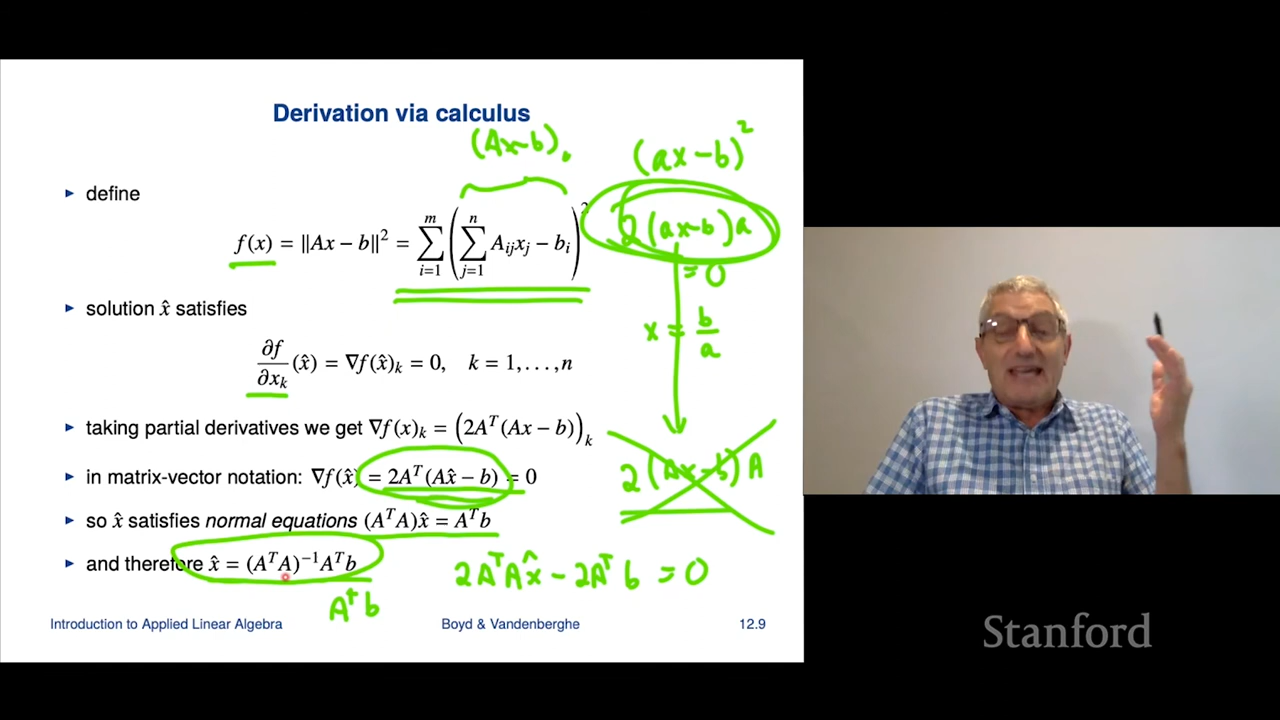 Derivation via calculus
(Ax-b)ᵢ
(ax-b)²
► define
f(x) = ‖Ax − b‖² = ∑_{i=1}^{m} ( ∑_{j=1}^{n} A_{ij}x_j − b_i )²
2(ax-b)a
= 0
► solution x̂ satisfies
x = b/a
∂f/∂x_k (x̂) = ∇f(x̂)_k = 0, k = 1, . . . , n
► taking partial derivatives we get ∇f(x)_k = (2Aᵀ(Ax − b))_k
► in matrix-vector notation: ∇f(x̂) = 2Aᵀ(Ax̂ − b) = 0
2(Ax-b)A
► so x̂ satisfies normal equations (AᵀA)x̂ = Aᵀb
► and therefore x̂ = (AᵀA)⁻¹Aᵀb
2AᵀAx̂ - 2Aᵀb = 0
A†b
Introduction to Applied Linear Algebra
Boyd & Vandenberghe
12.9
Stanford